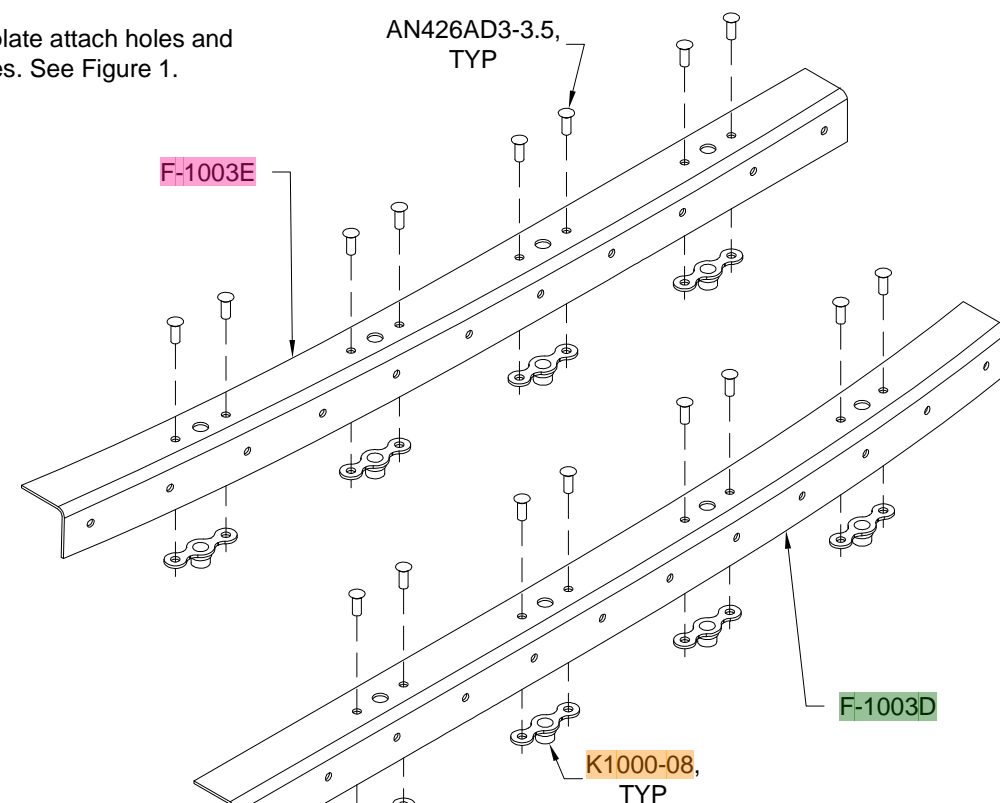 plate attach holes and
es. See Figure 1.
AN426AD3-3.5,
TYP
F-1003E
F-1003D
K1000-08,
TYP